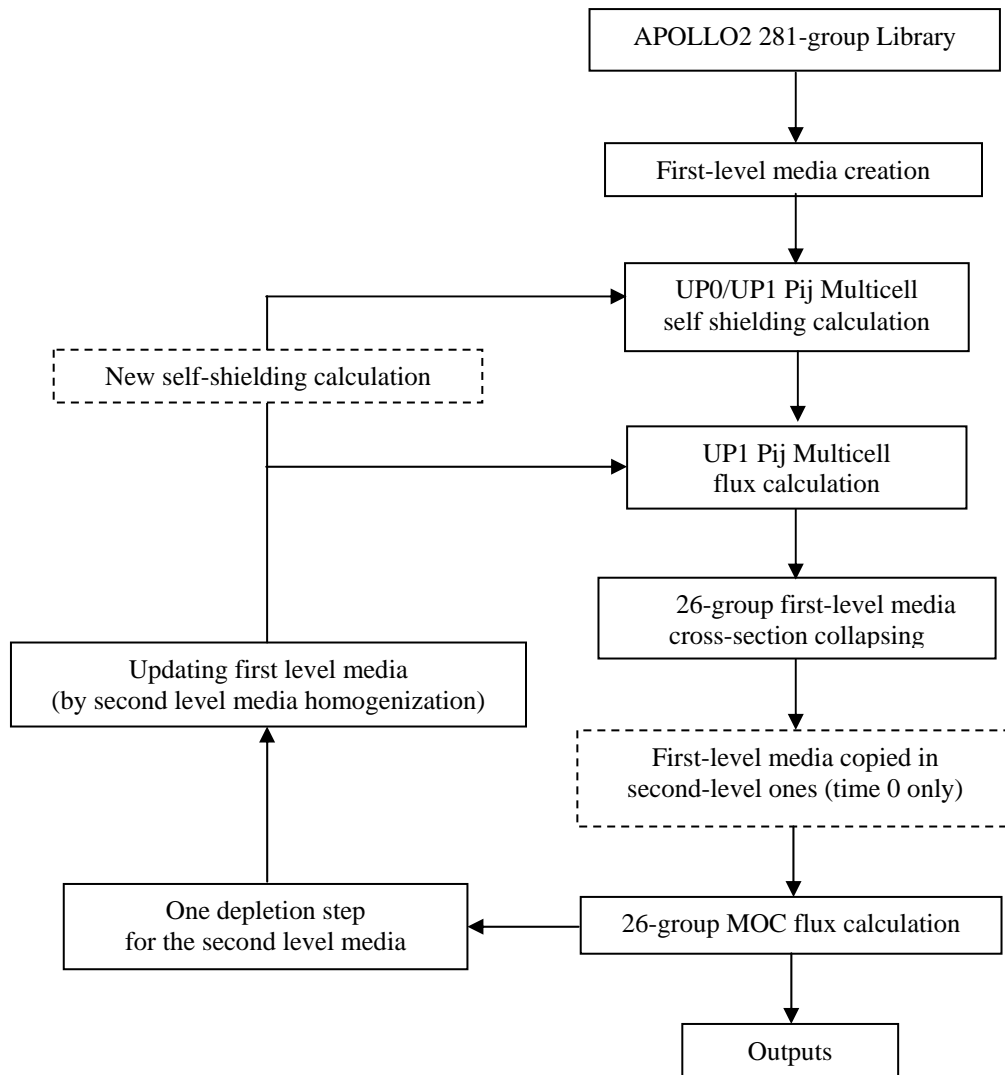 APOLLO2 281-group Library
First-level media creation
UP0/UP1 Pij Multicell
self shielding calculation
New self-shielding calculation
UP1 Pij Multicell
flux calculation
26-group first-level media
cross-section collapsing
Updating first level media
(by second level media homogenization)
First-level media copied in
second-level ones (time 0 only)
One depletion step
for the second level media
26-group MOC flux calculation
Outputs